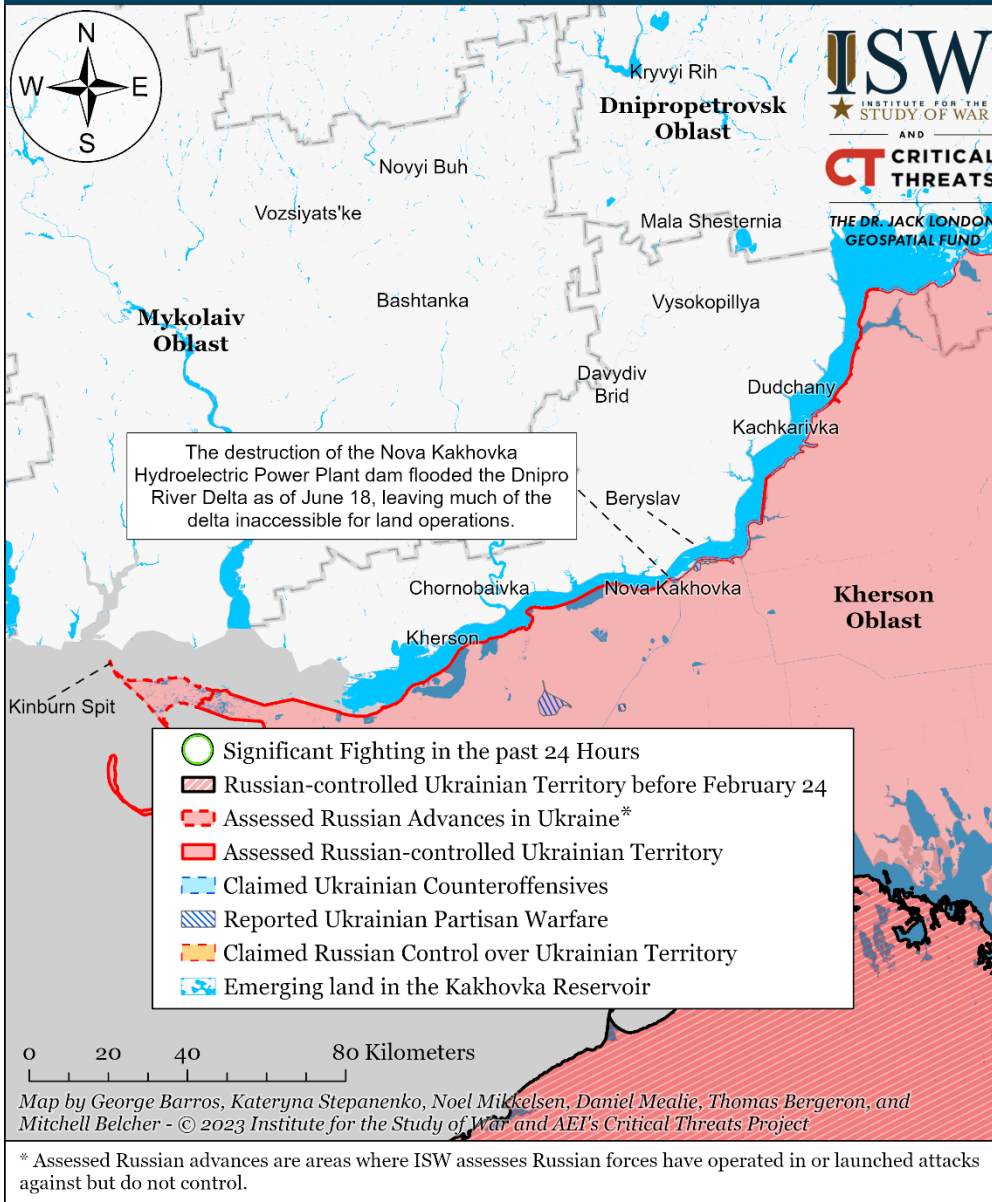 N
W
E
S
ISW
INSTITUTE FOR THE
STUDY OF WAR
AND
CT CRITICAL
THREATS
THE DR. JACK LONDON
GEOSPATIAL FUND
Kryvyi Rih
Dnipropetrovsk
Oblast
Novyi Buh
Vozsiyats'ke
Mala Shesternia
Bashtanka
Vysokopillya
Mykolaiv
Oblast
Davydiv
Brid
Dudchany
Kachkarivka
The destruction of the Nova Kakhovka
Hydroelectric Power Plant dam flooded the Dnipro
River Delta as of June 18, leaving much of the
delta inaccessible for land operations.
Beryslav
Chornobaivka
Nova Kakhovka
Kherson
Oblast
Kherson
Kinburn Spit
Significant Fighting in the past 24 Hours
Russian-controlled Ukrainian Territory before February 24
Assessed Russian Advances in Ukraine*
Assessed Russian-controlled Ukrainian Territory
Claimed Ukrainian Counteroffensives
Reported Ukrainian Partisan Warfare
Claimed Russian Control over Ukrainian Territory
Emerging land in the Kakhovka Reservoir
0 20 40 80 Kilometers
Map by George Barros, Kateryna Stepanenko, Noel Mikkelsen, Daniel Mealie, Thomas Bergeron, and
Mitchell Belcher - © 2023 Institute for the Study of War and AEI's Critical Threats Project
* Assessed Russian advances are areas where ISW assesses Russian forces have operated in or launched attacks
against but do not control.